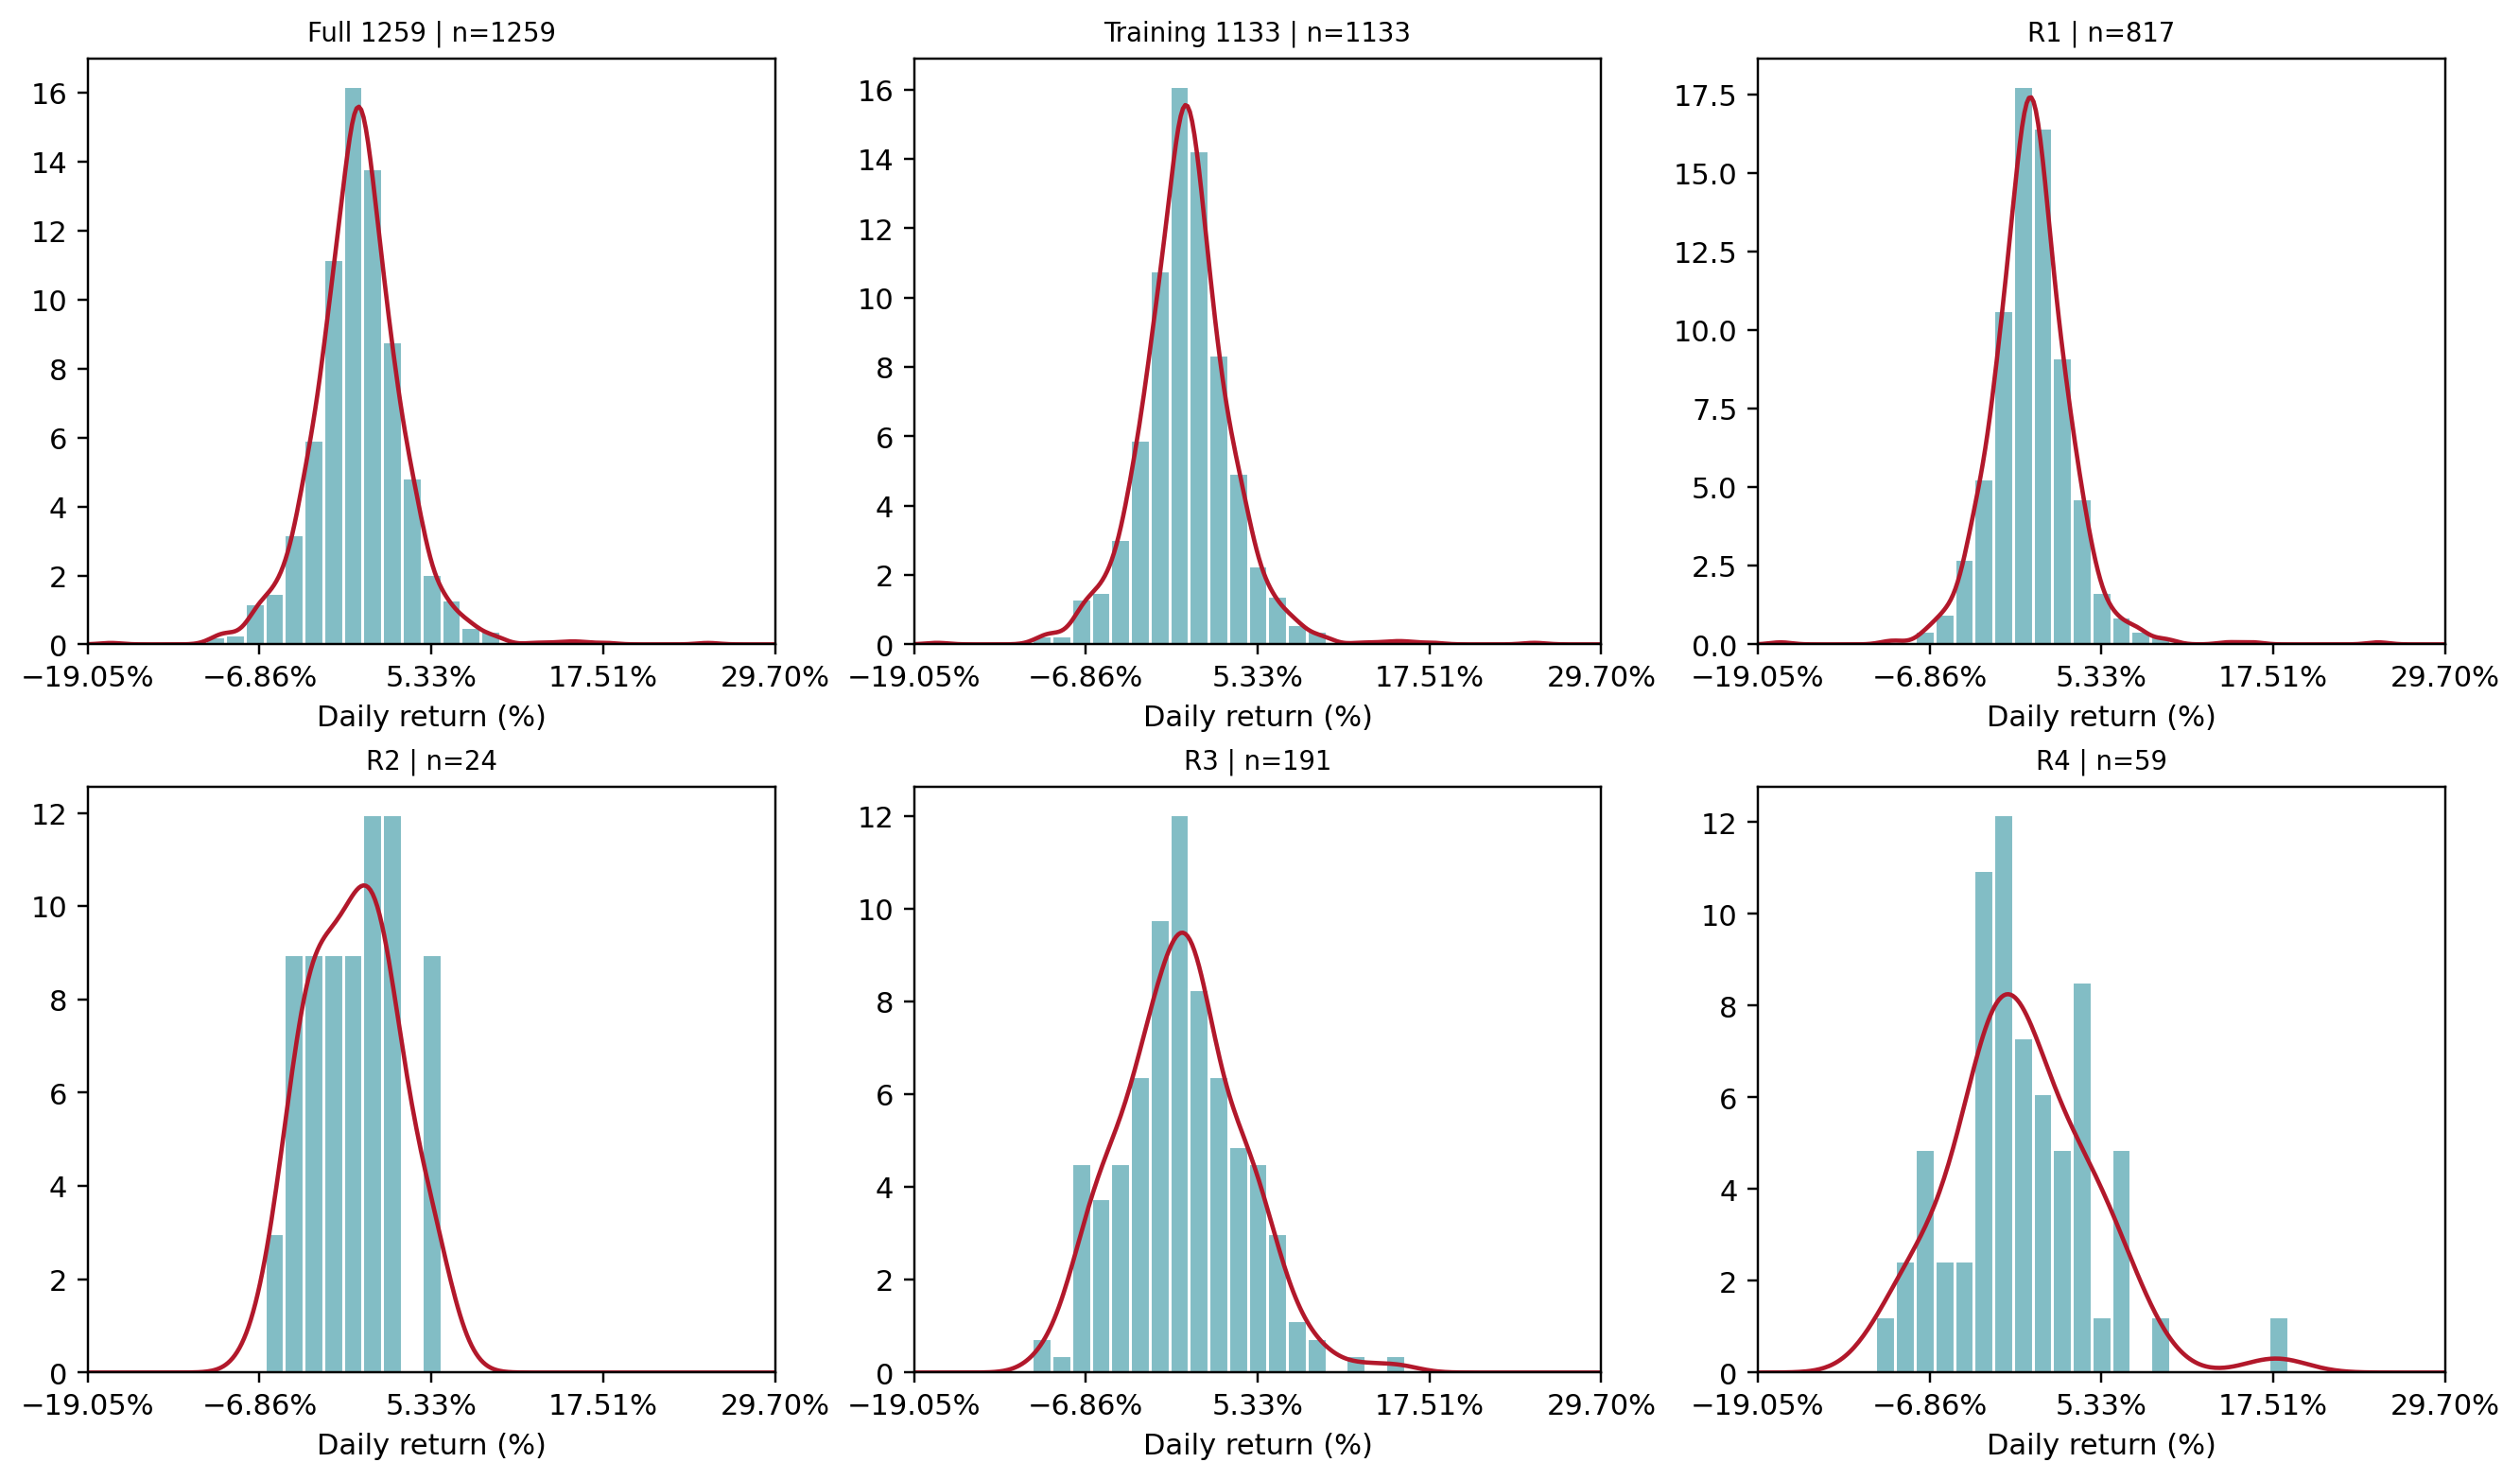 Full 1259 | n=1259
16
14
12
10
8
6
4
2
0
−19.05% −6.86% 5.33% 17.51% 29.70%
Daily return (%)
Training 1133 | n=1133
16
14
12
10
8
6
4
2
0
−19.05% −6.86% 5.33% 17.51% 29.70%
Daily return (%)
R1 | n=817
17.5
15.0
12.5
10.0
7.5
5.0
2.5
0.0
−19.05% −6.86% 5.33% 17.51% 29.70%
Daily return (%)
R2 | n=24
12
10
8
6
4
2
0
−19.05% −6.86% 5.33% 17.51% 29.70%
Daily return (%)
R3 | n=191
12
10
8
6
4
2
0
−19.05% −6.86% 5.33% 17.51% 29.70%
Daily return (%)
R4 | n=59
12
10
8
6
4
2
0
−19.05% −6.86% 5.33% 17.51% 29.70%
Daily return (%)